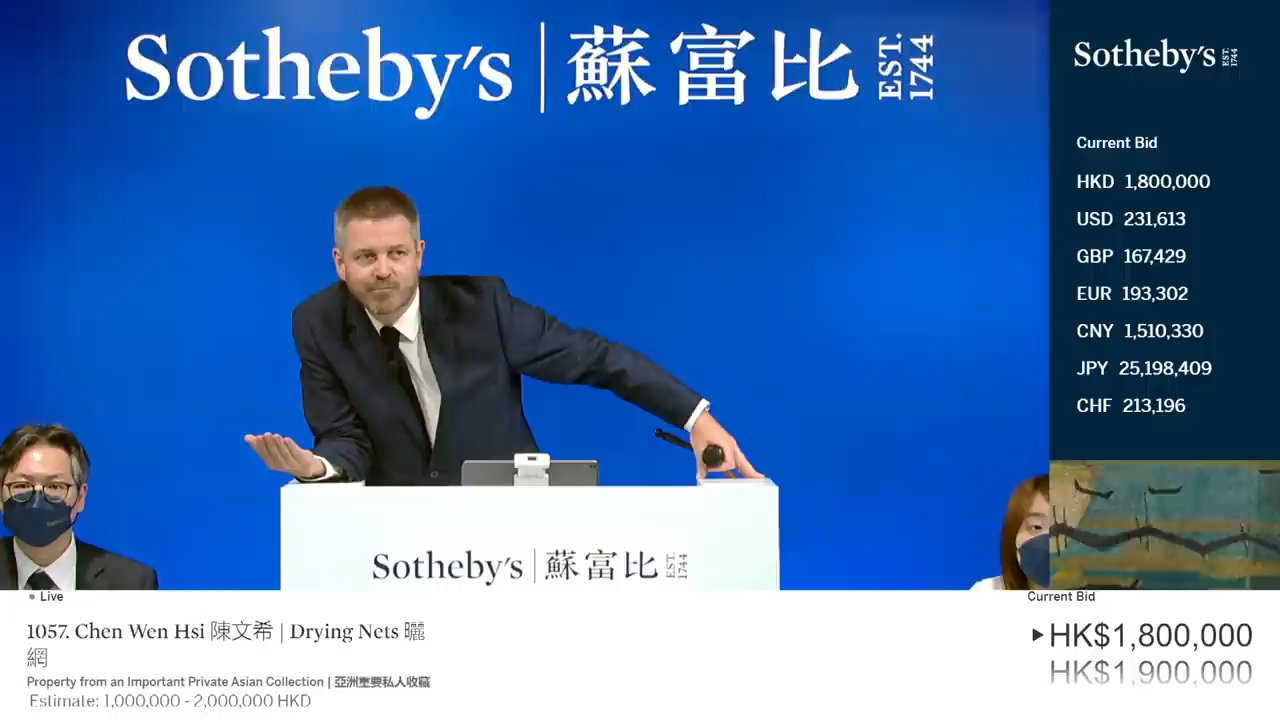 Sotheby's | 蘇富比 EST. 1744
Sotheby's EST. 1744
Current Bid
HKD 1,800,000
USD 231,613
GBP 167,429
EUR 193,302
CNY 1,510,330
JPY 25,198,409
CHF 213,196
Sotheby's | 蘇富比 EST. 1744
Live
1057. Chen Wen Hsi 陳文希 | Drying Nets 曬
網
Property from an Important Private Asian Collection | 亞洲重要私人收藏
Estimate: 1,000,000 - 2,000,000 HKD
Current Bid
HK$1,800,000
HK$1,900,000